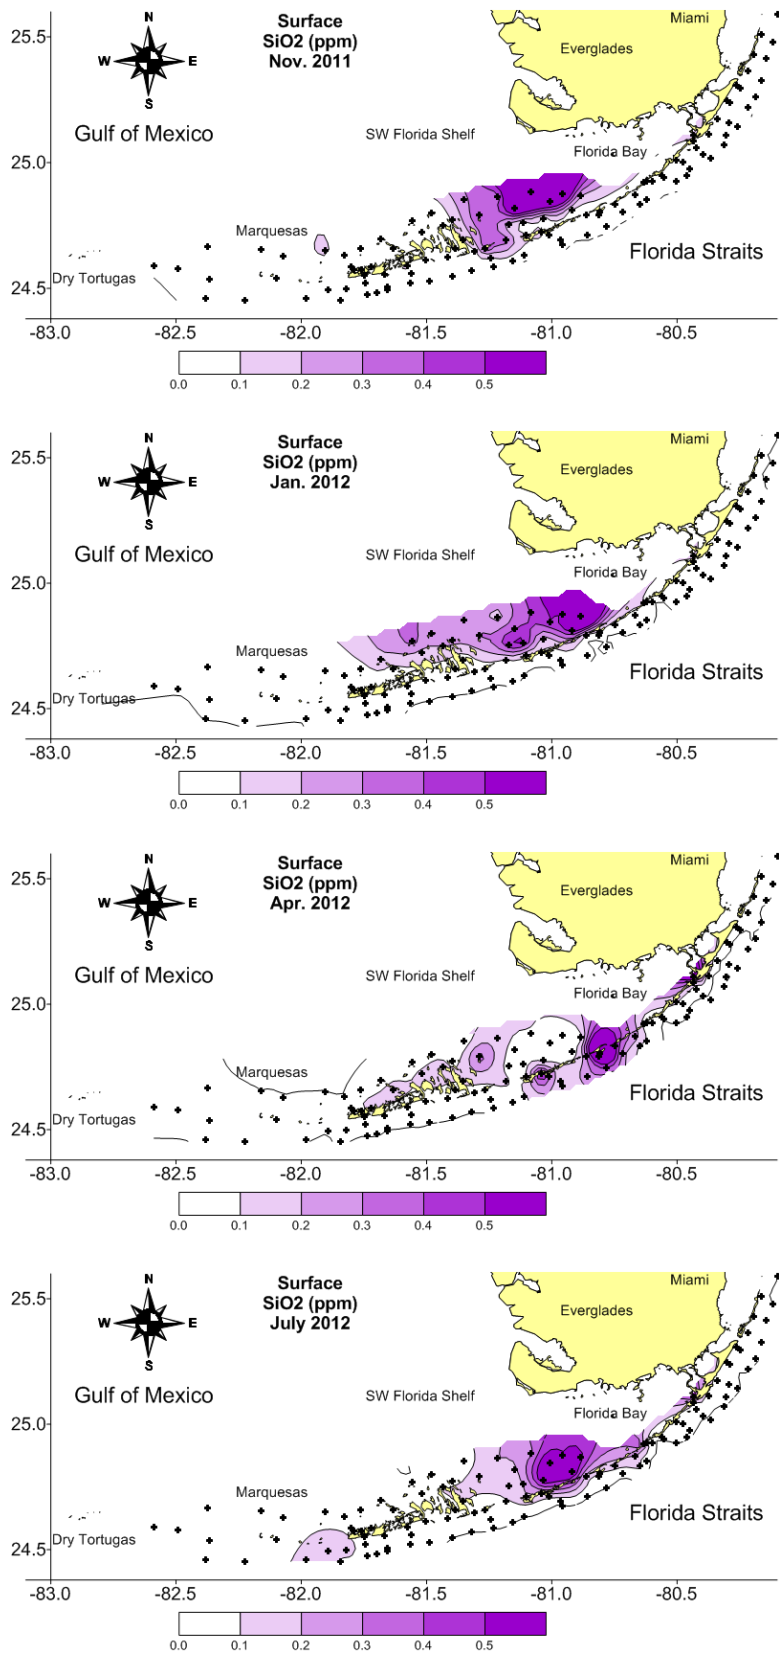 Surface
SiO2 (ppm)
Nov. 2011
N
W E
S
Miami
Everglades
Gulf of Mexico
SW Florida Shelf
Florida Bay
Marquesas
Dry Tortugas
Florida Straits
25.5
25.0
24.5
-83.0 -82.5 -82.0 -81.5 -81.0 -80.5
0.0 0.1 0.2 0.3 0.4 0.5
Surface
SiO2 (ppm)
Jan. 2012
N
W E
S
Miami
Everglades
Gulf of Mexico
SW Florida Shelf
Florida Bay
Marquesas
Dry Tortugas
Florida Straits
25.5
25.0
24.5
-83.0 -82.5 -82.0 -81.5 -81.0 -80.5
0.0 0.1 0.2 0.3 0.4 0.5
Surface
SiO2 (ppm)
Apr. 2012
N
W E
S
Miami
Everglades
Gulf of Mexico
SW Florida Shelf
Florida Bay
Marquesas
Dry Tortugas
Florida Straits
25.5
25.0
24.5
-83.0 -82.5 -82.0 -81.5 -81.0 -80.5
0.0 0.1 0.2 0.3 0.4 0.5
Surface
SiO2 (ppm)
July 2012
N
W E
S
Miami
Everglades
Gulf of Mexico
SW Florida Shelf
Florida Bay
Marquesas
Dry Tortugas
Florida Straits
25.5
25.0
24.5
-83.0 -82.5 -82.0 -81.5 -81.0 -80.5
0.0 0.1 0.2 0.3 0.4 0.5